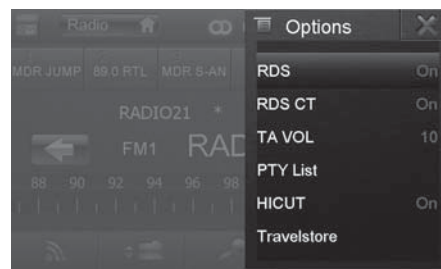 Radio
Options
MDR JUMP 89.0 RTL MDR S-AN
RDS On
RADIO21 *
RDS CT On
FM1 RAD
TA VOL 10
PTY List
88 90 92 94 96 98
HICUT On
Travelstore